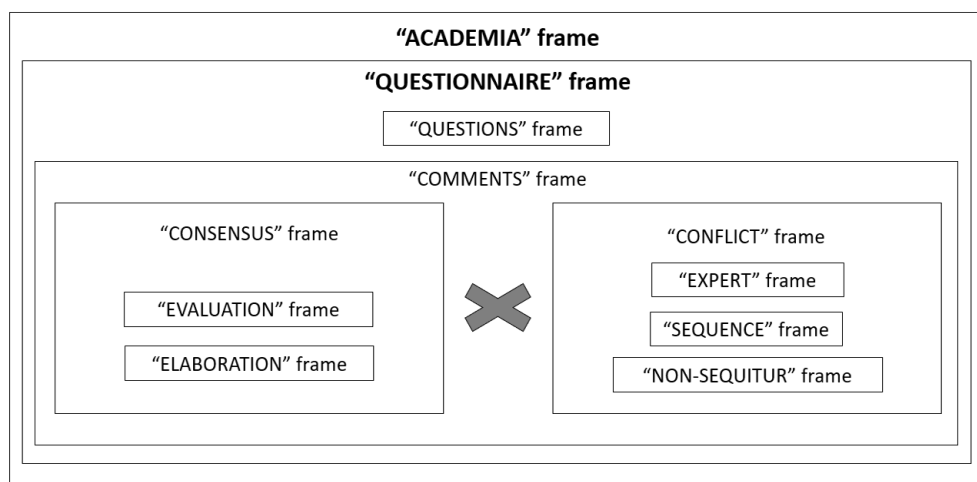 “ACADEMIA” frame
“QUESTIONNAIRE” frame
“QUESTIONS” frame
“COMMENTS” frame
“CONSENSUS” frame
“EVALUATION” frame
“ELABORATION” frame
“CONFLICT” frame
“EXPERT” frame
“SEQUENCE” frame
“NON-SEQUITUR” frame